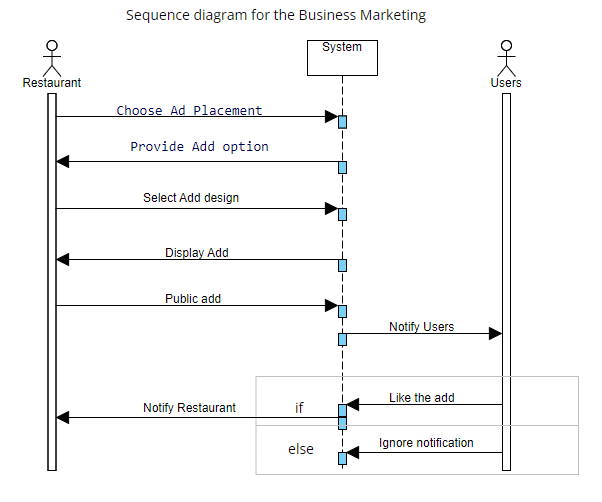 Sequence diagram for the Business Marketing
System
Restaurant
Users
Choose Ad Placement
Provide Add option
Select Add design
Display Add
Public add
Notify Users
Like the add
Notify Restaurant
if
Ignore notification
else